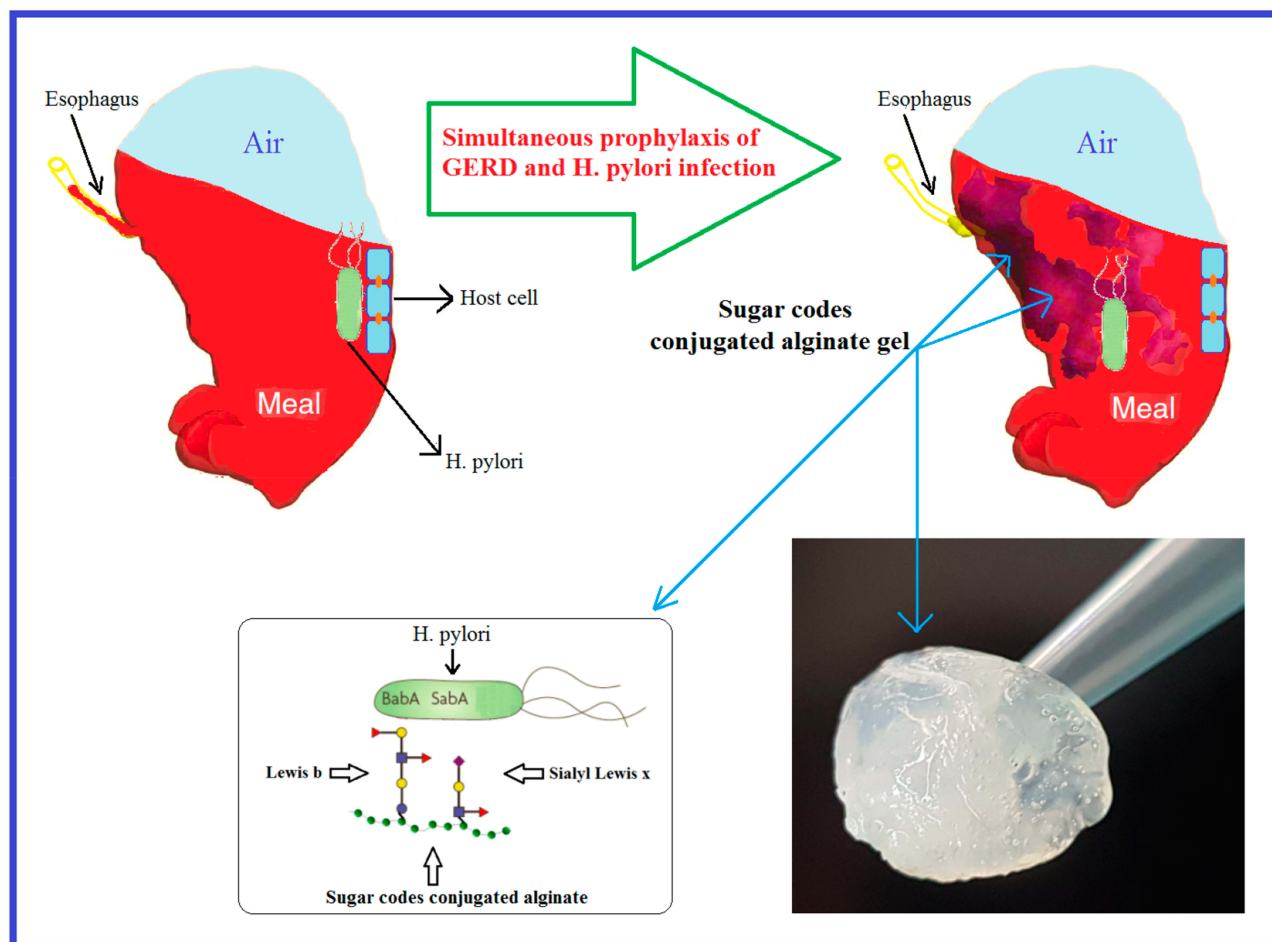 Esophagus
Air
Simultaneous prophylaxis of
GERD and H. pylori infection
Host cell
Meal
H. pylori
Esophagus
Air
Sugar codes
conjugated alginate gel
Meal
H. pylori
BabA SabA
Lewis b
Sialyl Lewis x
Sugar codes conjugated alginate